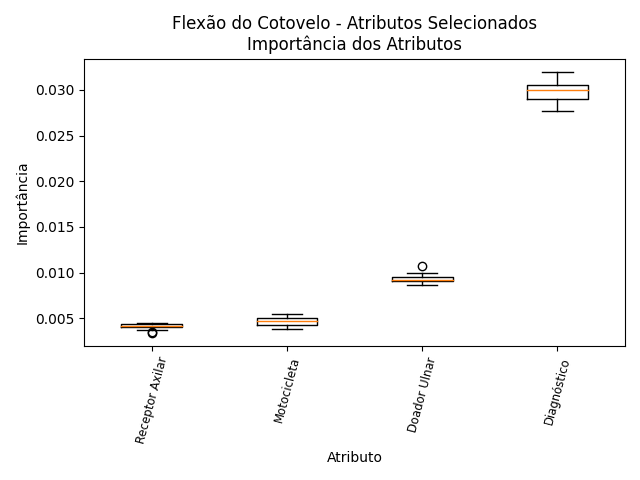 Flexão do Cotovelo - Atributos Selecionados
Importância dos Atributos
0.030
0.025
0.020
0.015
0.010
0.005
Importância
Receptor Axilar
Motocicleta
Doador Ulnar
Diagnóstico
Atributo